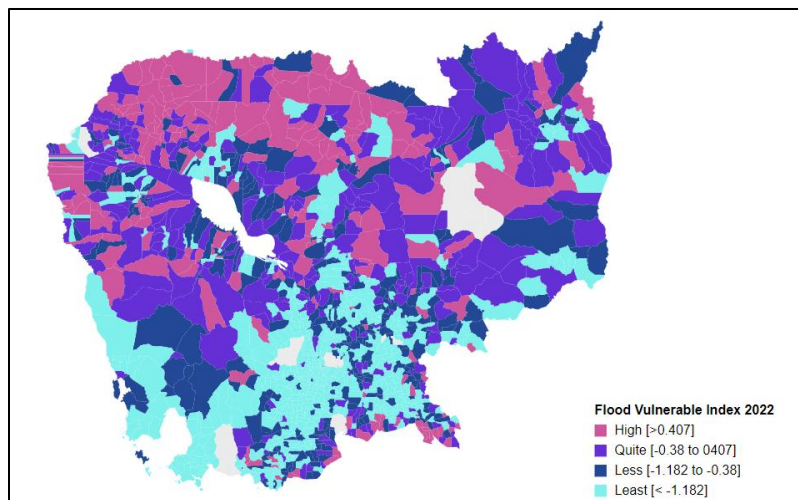 Flood Vulnerable Index 2022
High [>0.407]
Quite [-0.38 to 0407]
Less [-1.182 to -0.38]
Least [< -1.182]